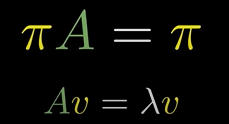 πA = π
Av = λv